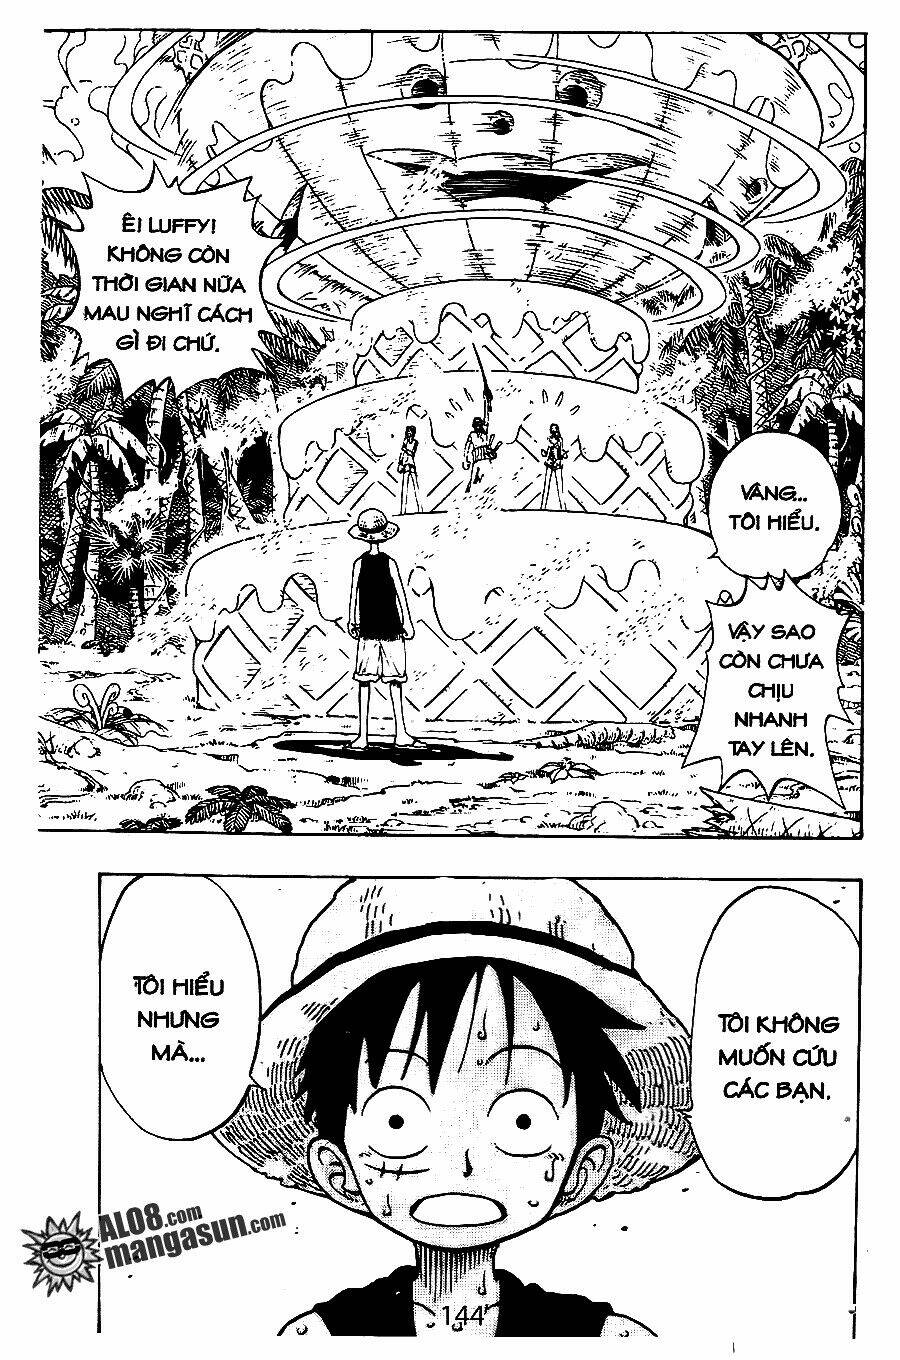 ÊI LUFFY!
KHÔNG CÒN
THỜI GIAN NỮA
MAU NGHĨ CÁCH
GÌ ĐI CHỨ.
VÂNG...
TÔI HIỂU.
VẬY SAO
CÒN CHƯA
CHỊU
NHANH
TAY LÊN.
TÔI HIỂU
NHƯNG
MÀ...
TÔI KHÔNG
MUỐN CỨU
CÁC BẠN.
ALO8.com
mangasun.com
144